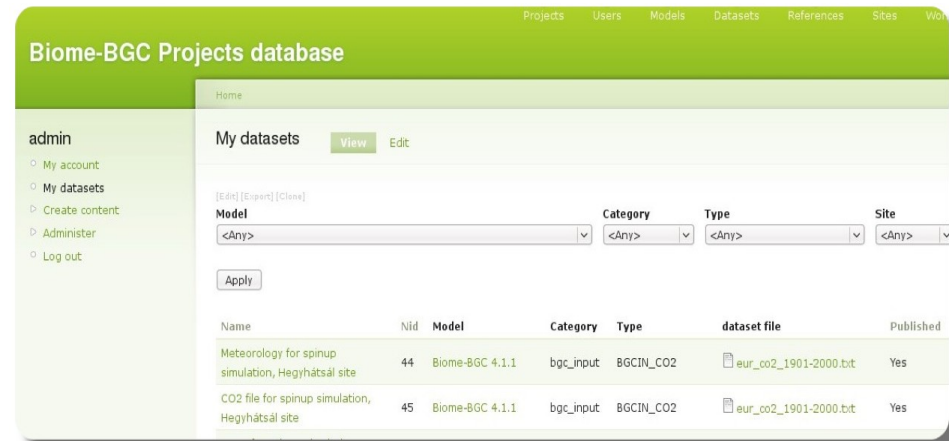 Projects Users Models Datasets References Sites
Biome-BGC Projects database
Home
admin
My account
My datasets
Create content
Administer
Log out
My datasets View Edit
[Edit] [Export] [Clone]
Model Category Type Site
<Any> <Any> <Any> <Any>
Apply
Name Nid Model Category Type dataset file Published
Meteorology for spinup
simulation, Hegyhátsál site 44 Biome-BGC 4.1.1 bgc_input BGCIN_CO2 eur_co2_1901-2000.txt Yes
CO2 file for spinup simulation,
Hegyhátsál site 45 Biome-BGC 4.1.1 bgc_input BGCIN_CO2 eur_co2_1901-2000.txt Yes